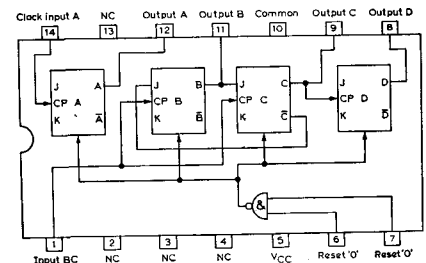 Clock input A NC Output A Output B Common Output C Output D
14 13 12 11 10 9 8
J A J B J C J D
CP A CP B CP C CP D
K A̅ K B̅ K C̅ K D̅
&
1 2 3 4 5 6 7
Input BC NC NC NC VCC Reset 'O' Reset 'O'